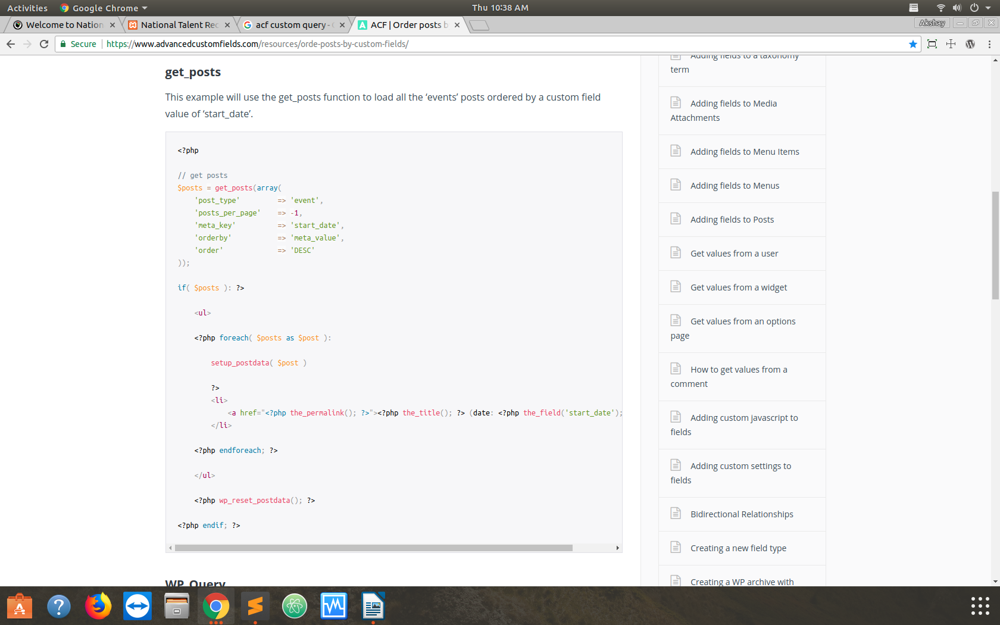 Activities
Google Chrome
Thu 10:38 AM
Welcome to Nation
National Talent Rec
acf custom query -
ACF | Order posts b
Akshay
Secure
https://www.advancedcustomfields.com/resources/orde-posts-by-custom-fields/
get_posts
This example will use the get_posts function to load all the ‘events’ posts ordered by a custom field
value of ‘start_date’.
<?php
// get posts
$posts = get_posts(array(
'post_type' => 'event',
'posts_per_page' => -1,
'meta_key' => 'start_date',
'orderby' => 'meta_value',
'order' => 'DESC'
));
if( $posts ): ?>
<ul>
<?php foreach( $posts as $post ):
setup_postdata( $post )
?>
<li>
<a href="<?php the_permalink(); ?>"><?php the_title(); ?> (date: <?php the_field('start_date');
</li>
<?php endforeach; ?>
</ul>
<?php wp_reset_postdata(); ?>
<?php endif; ?>
WP_Query
Adding fields to a taxonomy
term
Adding fields to Media
Attachments
Adding fields to Menu Items
Adding fields to Menus
Adding fields to Posts
Get values from a user
Get values from a widget
Get values from an options
page
How to get values from a
comment
Adding custom javascript to
fields
Adding custom settings to
fields
Bidirectional Relationships
Creating a new field type
Creating a WP archive with